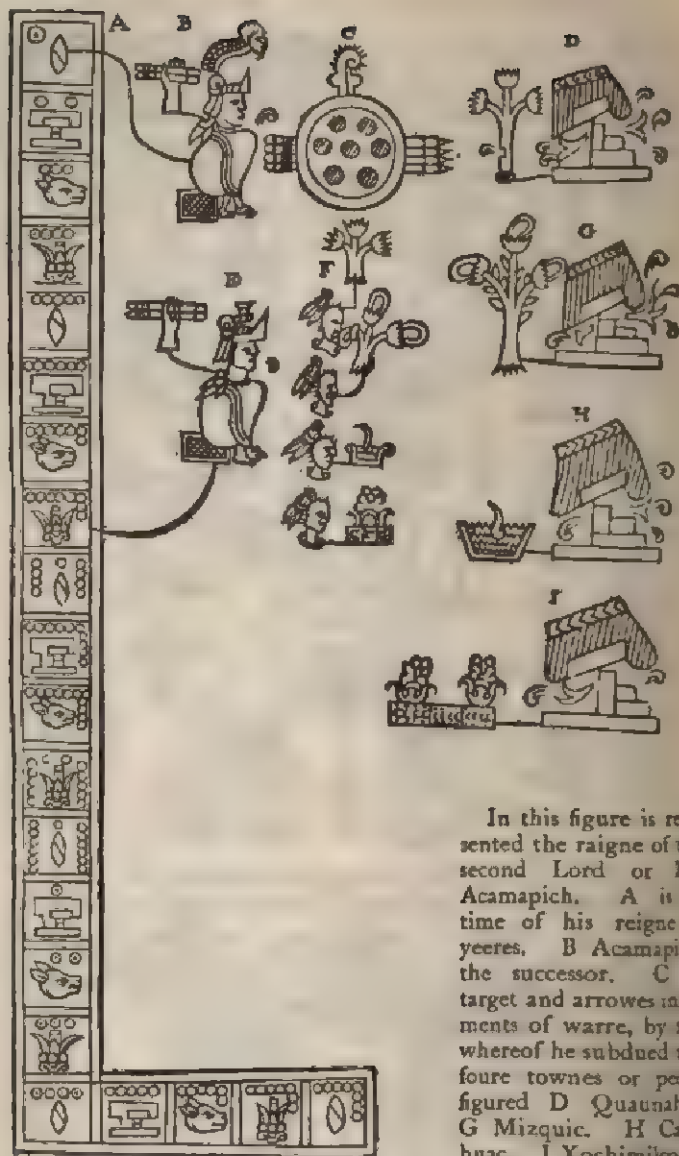 A B C D
G
F
H
I
In this figure is re
sented the raigne of
second Lord or
Acamapich. A is
time of his reigne
yeeres. B Acamapi
the successor. C
target and arrowes in
ments of warre, by
whereof he subdued
foure townes or pe
figured D Quaunah
G Mizquic. H Ca
huac. I